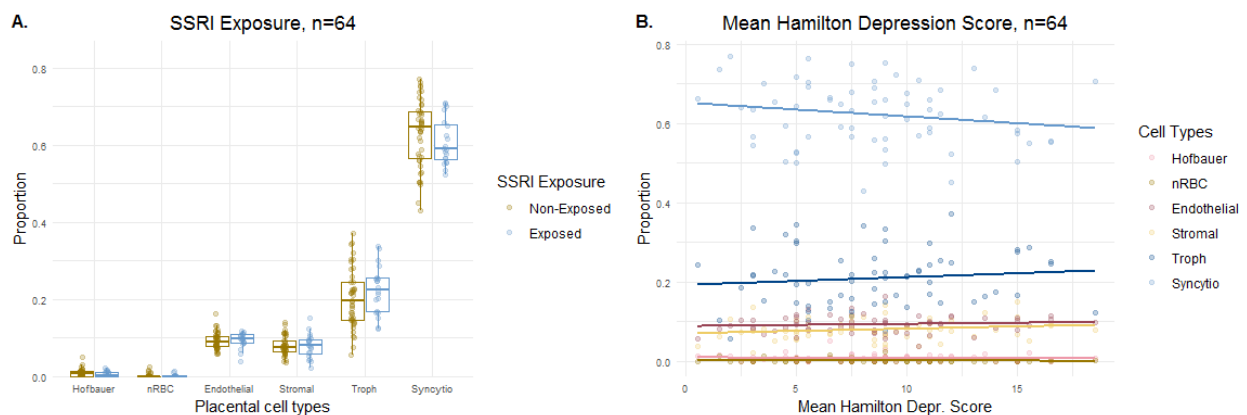 A.
SSRI Exposure, n=64
0.8
0.6
0.4
0.2
0.0
Proportion
Hofbauer nRBC Endothelial Stromal Troph Syncytio
Placental cell types
SSRI Exposure
Non-Exposed
Exposed
B.
Mean Hamilton Depression Score, n=64
0.8
0.6
0.4
0.2
0.0
Proportion
0 5 10 15
Mean Hamilton Depr. Score
Cell Types
Hofbauer
nRBC
Endothelial
Stromal
Troph
Syncytio